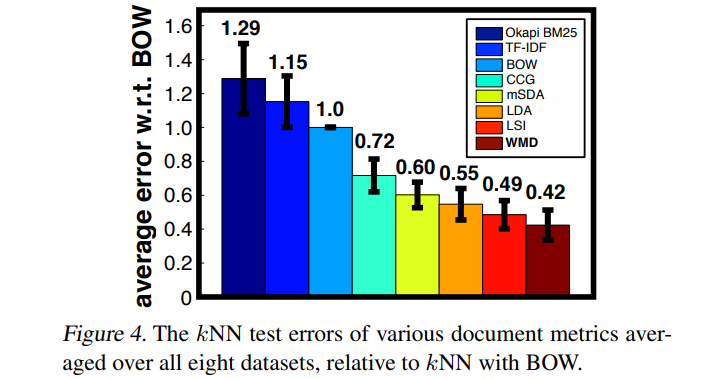 average error w.r.t. BOW
1.6
1.4
1.2
1.0
0.8
0.6
0.4
0.2
0
1.29
1.15
1.0
0.72
0.60
0.55
0.49
0.42
Okapi BM25
TF-IDF
BOW
CCG
mSDA
LDA
LSI
WMD
Figure 4. The kNN test errors of various document metrics aver-
aged over all eight datasets, relative to kNN with BOW.